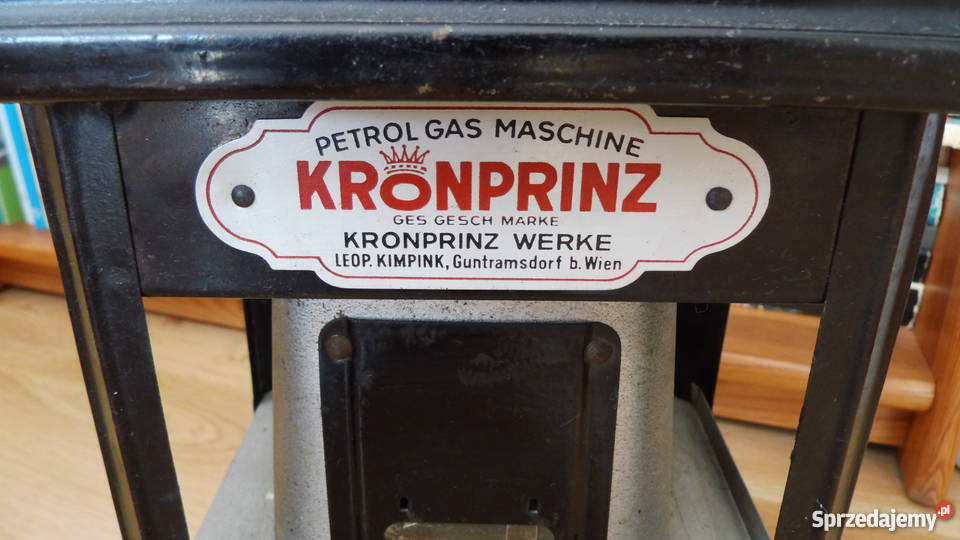 PETROL GAS MASCHINE
KRONPRINZ
GES. GESCH. MARKE
KRONPRINZ WERKE
LEOP. KIMPINK, Guntramsdorf b. Wien
Sprzedajemy.pl